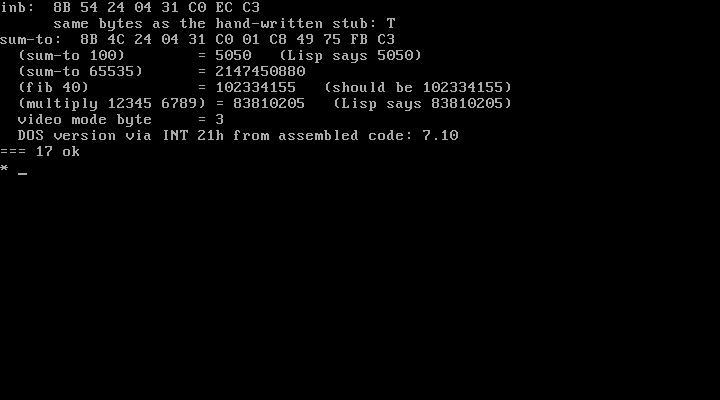 inb:  8B 54 24 04 31 C0 EC C3
      same bytes as the hand-written stub: T
sum-to:  8B 4C 24 04 31 C0 01 C8 49 75 FB C3
  (sum-to 100)        = 5050   (Lisp says 5050)
  (sum-to 65535)      = 2147450880
  (fib 40)            = 102334155   (should be 102334155)
  (multiply 12345 6789) = 83810205   (Lisp says 83810205)
  video mode byte     = 3
  DOS version via INT 21h from assembled code: 7.10
=== 17 ok
* _